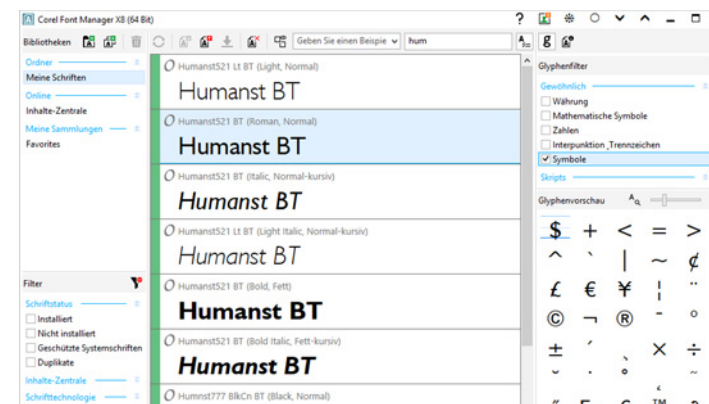 Corel Font Manager X8 (64 Bit)
Bibliotheken
Geben Sie einen Beispie
hum
Ordner
Meine Schriften
Online
Inhalte-Zentrale
Meine Sammlungen
Favorites
Filter
Schriftstatus
Installiert
Nicht installiert
Geschützte Systemschriften
Duplikate
Inhalte-Zentrale
Schrifttechnologie
Humanst521 Lt BT (Light, Normal)
Humanst BT
Humanst521 BT (Roman, Normal)
Humanst BT
Humanst521 BT (Italic, Normal-kursiv)
Humanst BT
Humanst521 Lt BT (Light Italic, Normal-kursiv)
Humanst BT
Humanst521 BT (Bold, Fett)
Humanst BT
Humanst521 BT (Bold Italic, Fett-kursiv)
Humanst BT
Humnst777 BlkCn BT (Black, Normal)
Glyphenfilter
Gewöhnlich
Währung
Mathematische Symbole
Zahlen
Interpunktion ,Trennzeichen
Symbole
Skripts
Glyphenvorschau
$ + < = >
^ ` | ~ ¢
£ € ¥ ¦ ¨
© ¬ ® ¯ °
± ´ ¸ × ÷